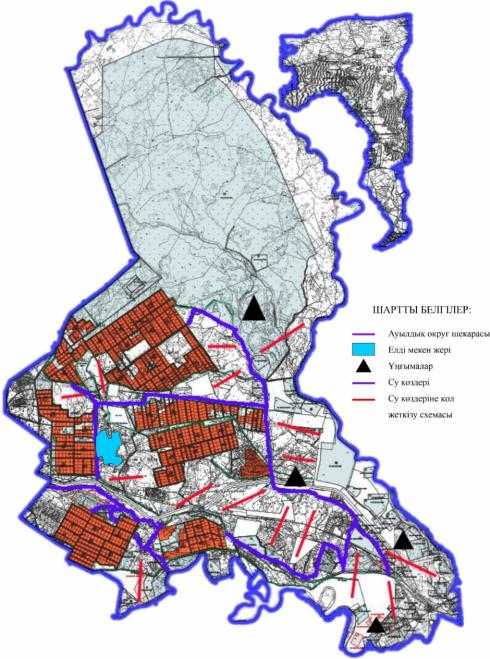 ШАРТТЫ БЕЛГІЛЕР:
Ауылдық округ шекарасы
Елді мекен жері
Ұңғымалар
Су көздері
Су көздеріне қол
жеткізу схемасы